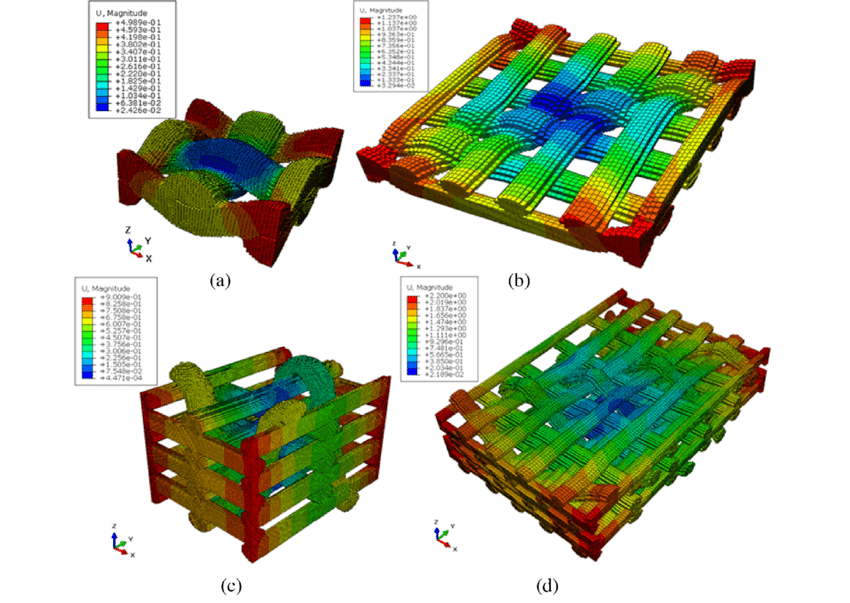 U, Magnitude
+4.989e-01
+4.593e-01
+4.198e-01
+3.802e-01
+3.407e-01
+3.011e-01
+2.616e-01
+2.220e-01
+1.825e-01
+1.429e-01
+1.034e-01
+6.381e-02
+2.426e-02
Z
Y
X
(a)
U, Magnitude
+1.237e+00
+1.137e+00
+1.037e+00
+9.363e-01
+8.359e-01
+7.356e-01
+6.352e-01
+5.348e-01
+4.344e-01
+3.341e-01
+2.337e-01
+1.333e-01
+3.294e-02
Z
Y
X
(b)
U, Magnitude
+9.009e-01
+8.258e-01
+7.508e-01
+6.758e-01
+6.007e-01
+5.257e-01
+4.507e-01
+3.756e-01
+3.006e-01
+2.256e-01
+1.505e-01
+7.548e-02
+4.471e-04
Z
Y
X
(c)
U, Magnitude
+2.200e+00
+2.019e+00
+1.837e+00
+1.656e+00
+1.474e+00
+1.293e+00
+1.111e+00
+9.296e-01
+7.481e-01
+5.665e-01
+3.850e-01
+2.034e-01
+2.189e-02
Z
Y
X
(d)